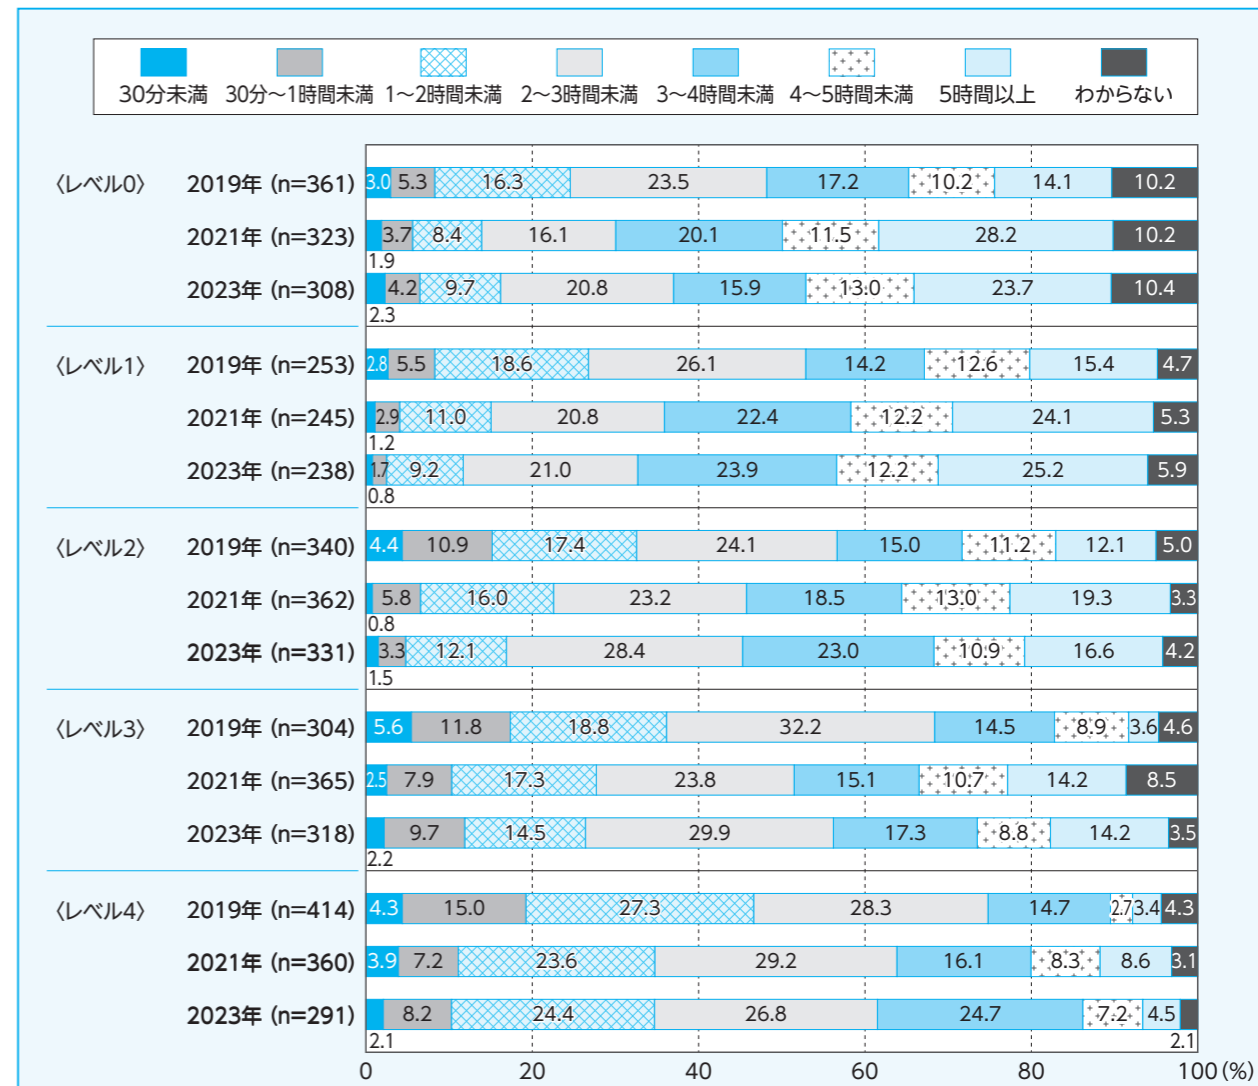 30分未満 30分～1時間未満 1～2時間未満 2～3時間未満 3～4時間未満 4～5時間未満 5時間以上 わからない
〈レベル0〉 2019年 (n=361) 3.0 5.3 16.3 23.5 17.2 10.2 14.1 10.2
2021年 (n=323) 3.7 8.4 16.1 20.1 11.5 28.2 10.2
1.9
2023年 (n=308) 4.2 9.7 20.8 15.9 13.0 23.7 10.4
2.3
〈レベル1〉 2019年 (n=253) 2.8 5.5 18.6 26.1 14.2 12.6 15.4 4.7
2021年 (n=245) 2.9 11.0 20.8 22.4 12.2 24.1 5.3
1.2
2023年 (n=238) 1.7 9.2 21.0 23.9 12.2 25.2 5.9
0.8
〈レベル2〉 2019年 (n=340) 4.4 10.9 17.4 24.1 15.0 11.2 12.1 5.0
2021年 (n=362) 5.8 16.0 23.2 18.5 13.0 19.3 3.3
0.8
2023年 (n=331) 3.3 12.1 28.4 23.0 10.9 16.6 4.2
1.5
〈レベル3〉 2019年 (n=304) 5.6 11.8 18.8 32.2 14.5 8.9 3.6 4.6
2021年 (n=365) 2.5 7.9 17.3 23.8 15.1 10.7 14.2 8.5
2023年 (n=318) 9.7 14.5 29.9 17.3 8.8 14.2 3.5
2.2
〈レベル4〉 2019年 (n=414) 4.3 15.0 27.3 28.3 14.7 2.7 3.4 4.3
2021年 (n=360) 3.9 7.2 23.6 29.2 16.1 8.3 8.6 3.1
2023年 (n=291) 8.2 24.4 26.8 24.7 7.2 4.5
2.1 2.1
0 20 40 60 80 100 (%)